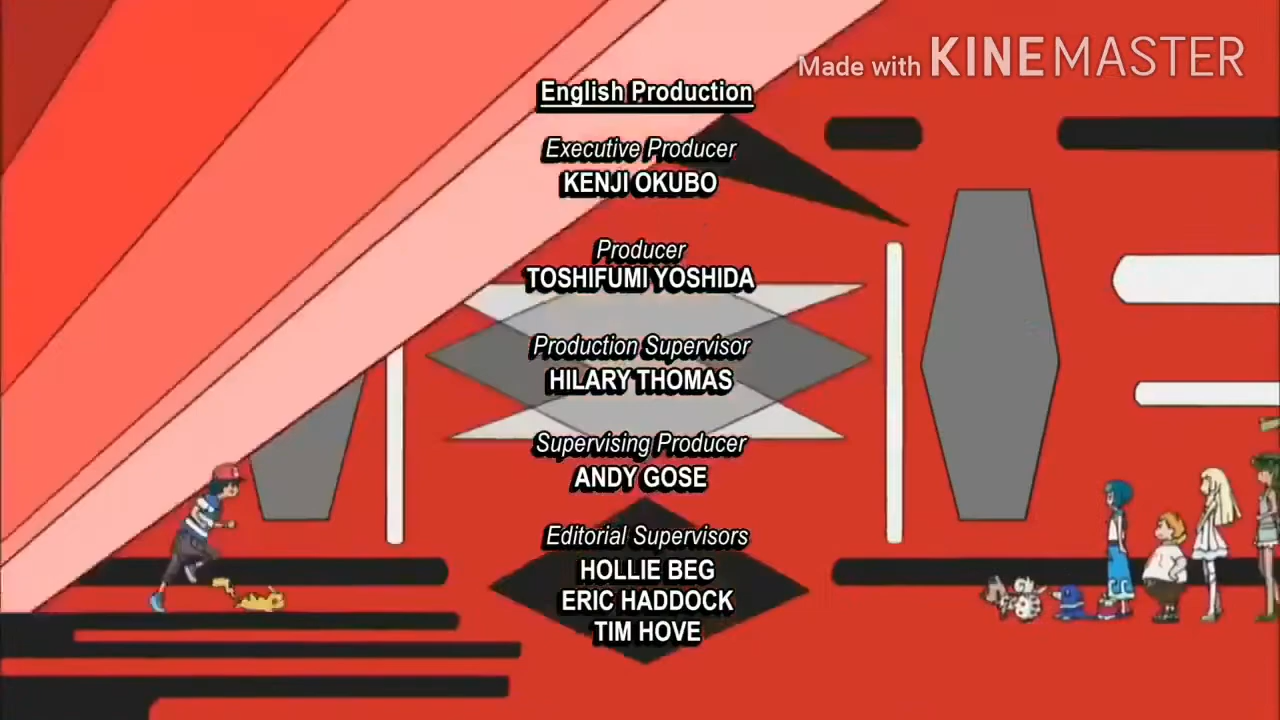 Made with KINEMASTER
English Production
Executive Producer
KENJI OKUBO
Producer
TOSHIFUMI YOSHIDA
Production Supervisor
HILARY THOMAS
Supervising Producer
ANDY GOSE
Editorial Supervisors
HOLLIE BEG
ERIC HADDOCK
TIM HOVE